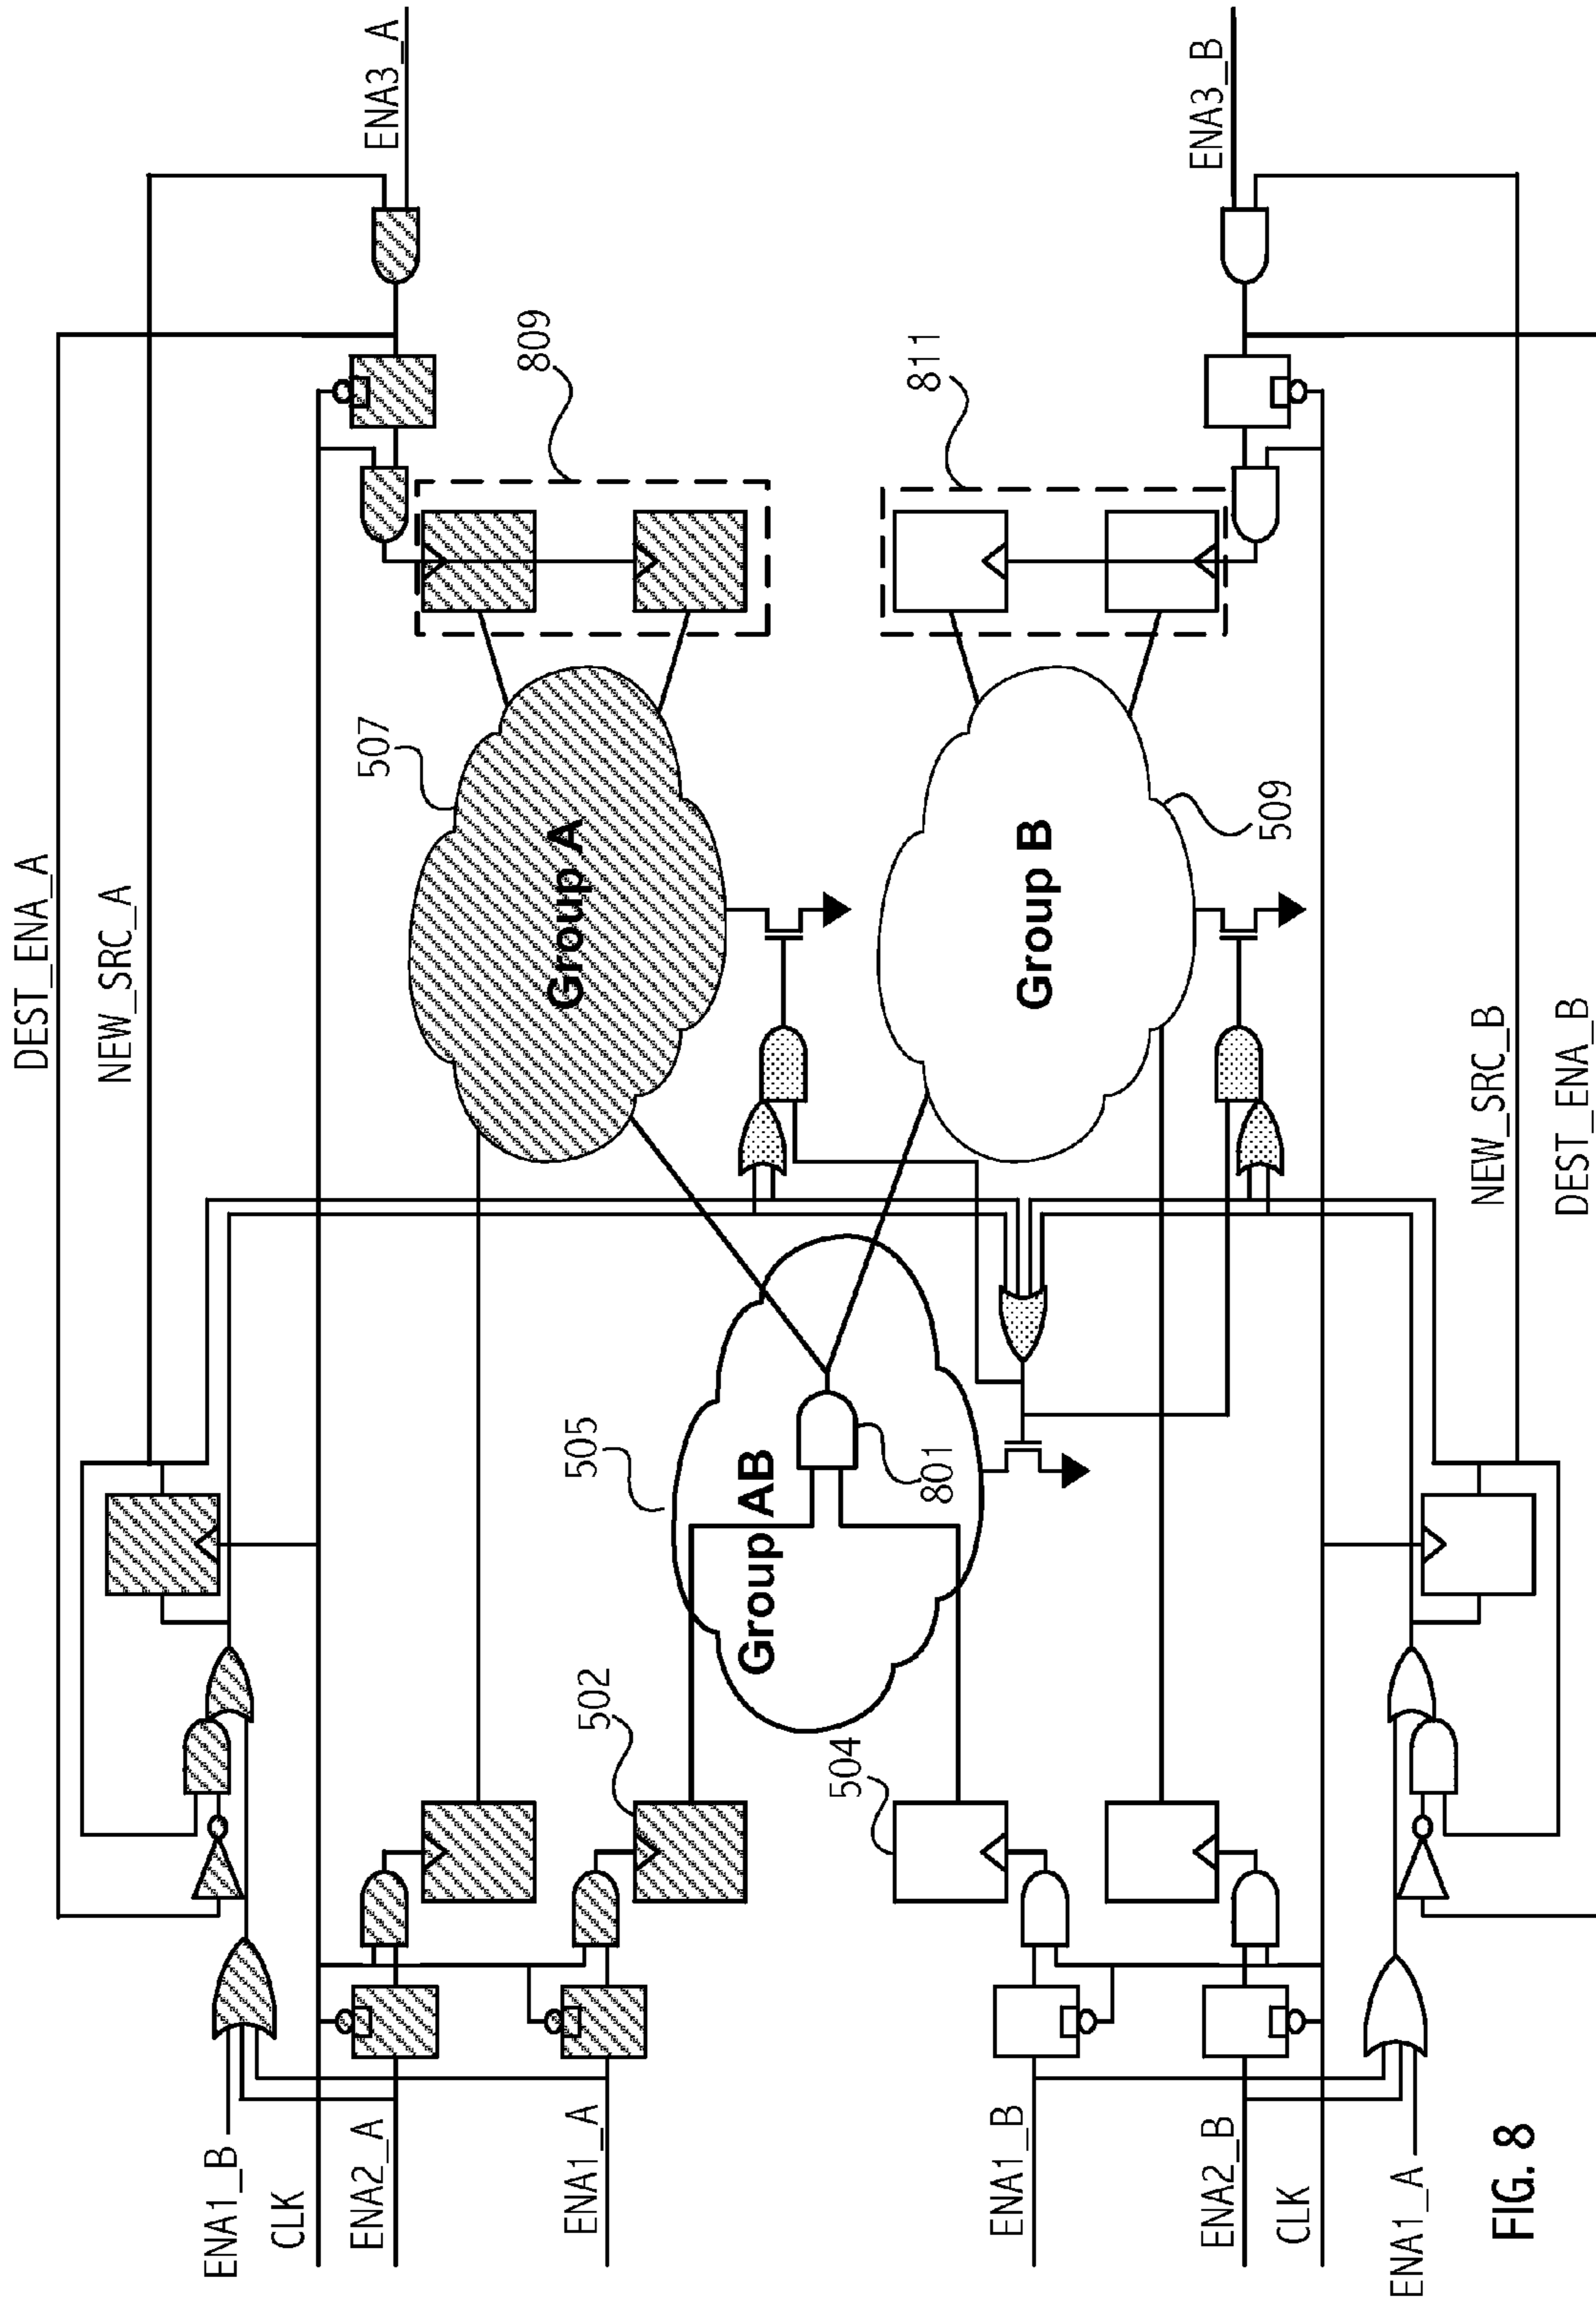 DEST_ENA_A
NEW_SRC_A
ENA3_A
ENA1_B
CLK
ENA2_A
ENA1_A
507
809
Group A
502
505
Group AB
801
504
811
Group B
509
ENA1_B
ENA2_B
CLK
ENA1_A
ENA3_B
NEW_SRC_B
DEST_ENA_B
FIG. 8